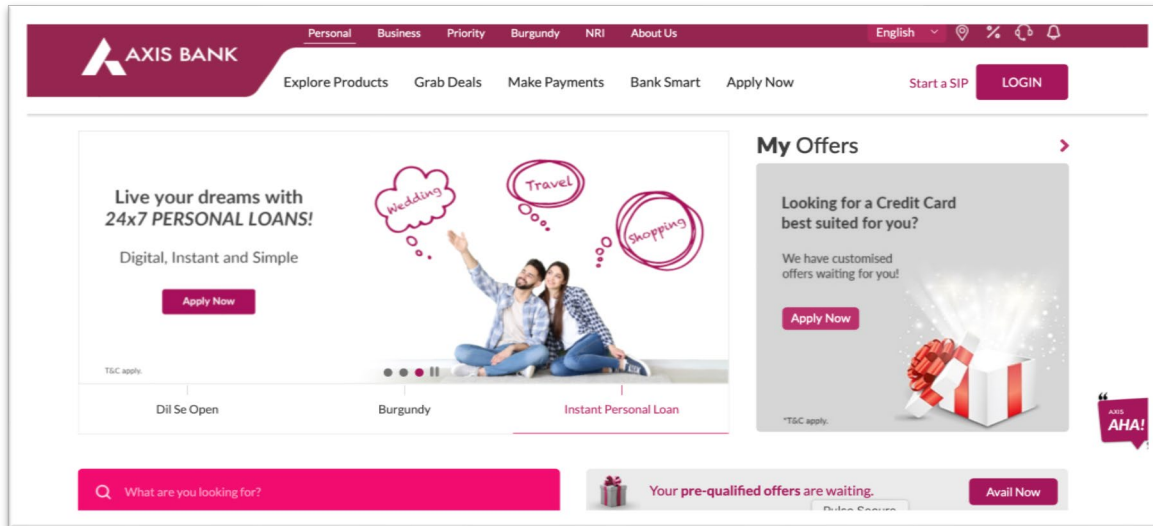 Personal Business Priority Burgundy NRI About Us English
AXIS BANK
Explore Products Grab Deals Make Payments Bank Smart Apply Now Start a SIP LOGIN
Live your dreams with
24x7 PERSONAL LOANS!
Digital, Instant and Simple
Apply Now
T&C apply.
Wedding
Travel
Shopping
Dil Se Open Burgundy Instant Personal Loan
My Offers
Looking for a Credit Card
best suited for you?
We have customised
offers waiting for you!
Apply Now
*T&C apply.
AXIS
AHA!
What are you looking for?
Your pre-qualified offers are waiting. Avail Now
Pulse Secure